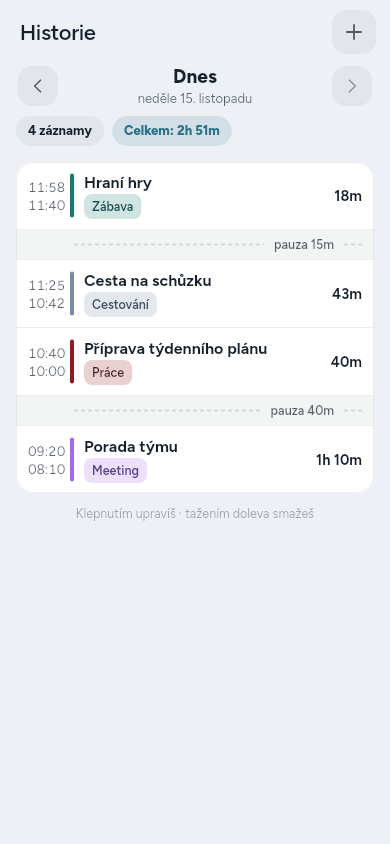 Historie
Dnes
neděle 15. listopadu
4 záznamy
Celkem: 2h 51m
11:58
11:40
Hraní hry
Zábava
18m
pauza 15m
11:25
10:42
Cesta na schůzku
Cestování
43m
10:40
10:00
Příprava týdenního plánu
Práce
40m
pauza 40m
09:20
08:10
Porada týmu
Meeting
1h 10m
Klepnutím upravíš · tažením doleva smažeš